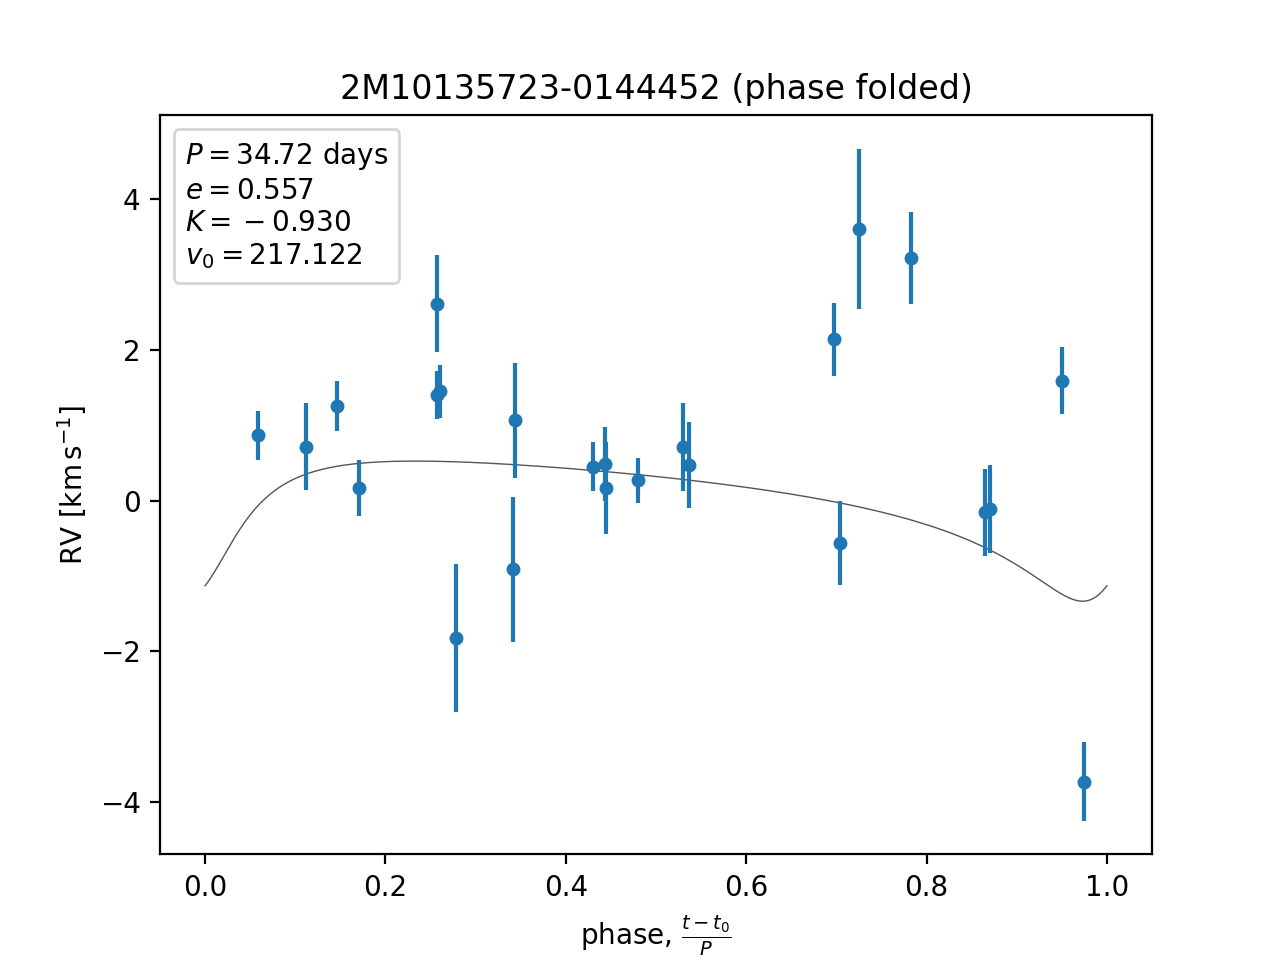 2M10135723-0144452 (phase folded)
P = 34.72 days
e = 0.557
K = −0.930
v₀ = 217.122
RV [km s⁻¹]
4
2
0
−2
−4
0.0 0.2 0.4 0.6 0.8 1.0
phase, (t − t₀)/P